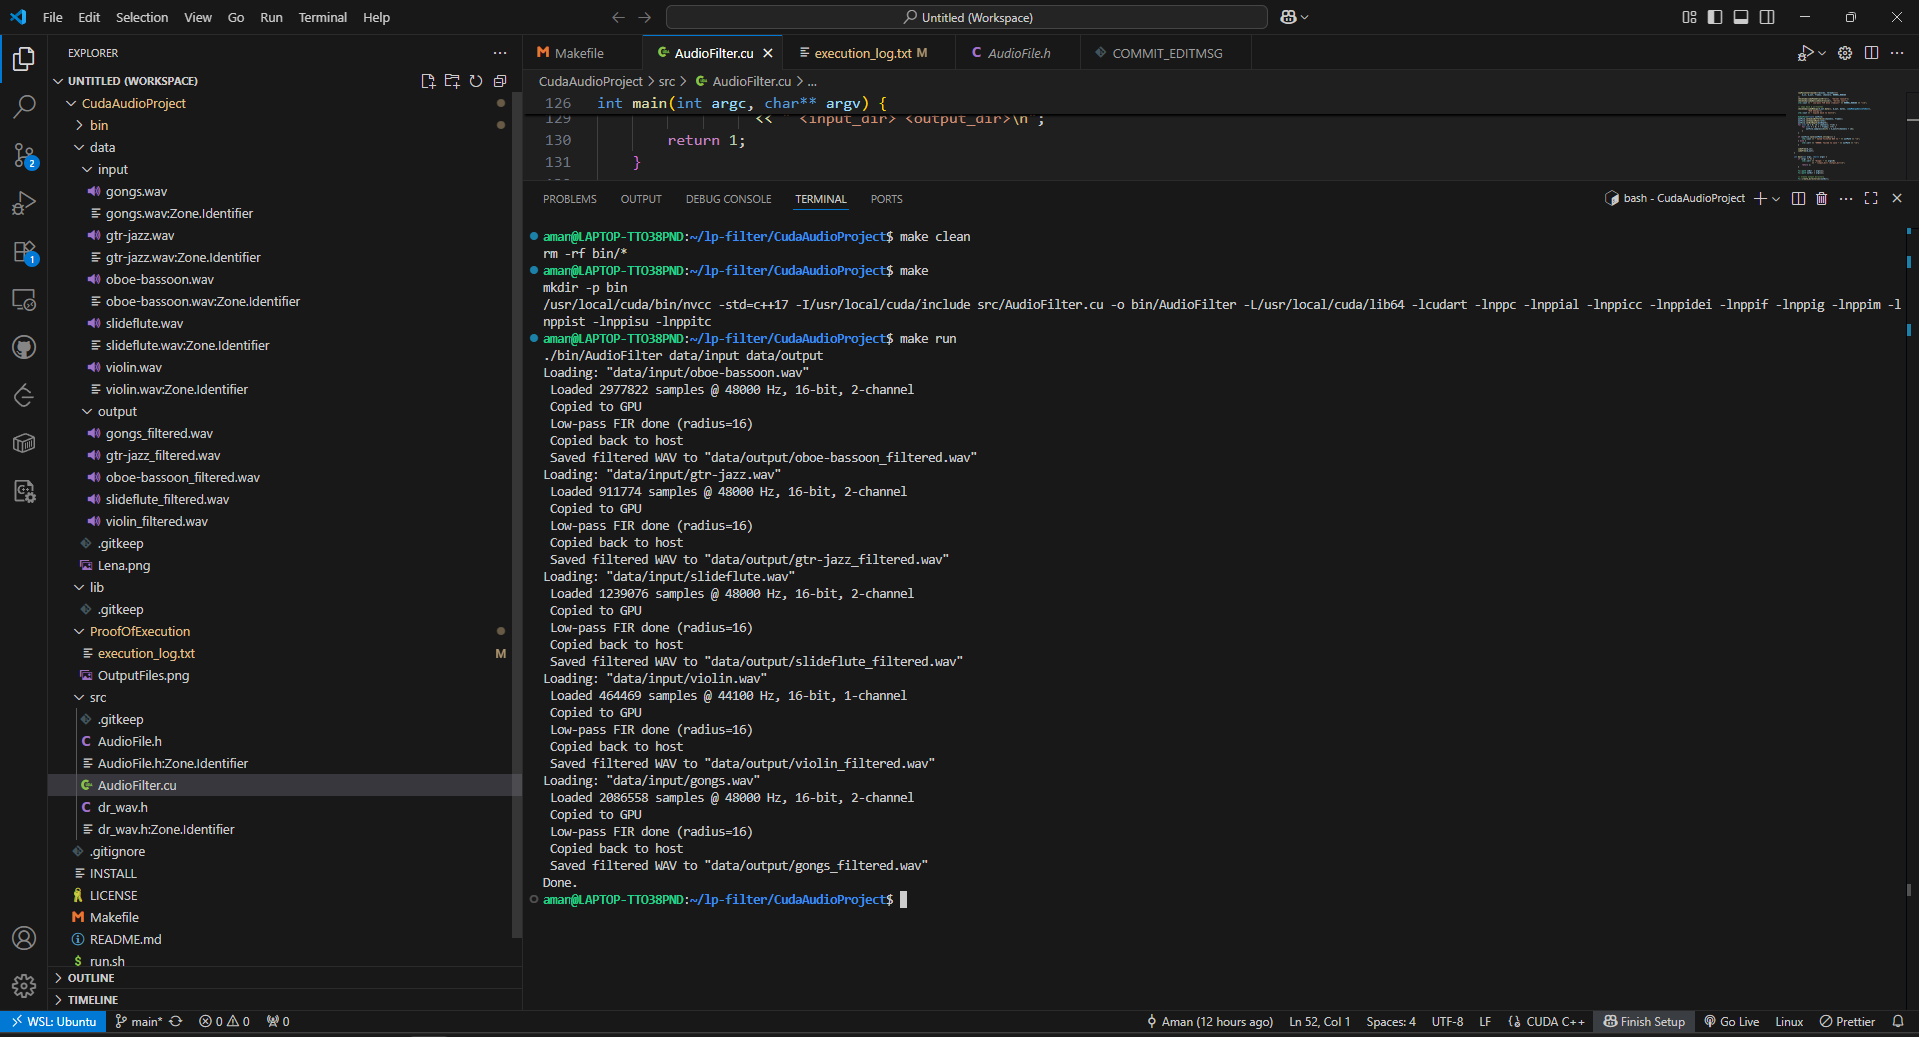 File Edit Selection View Go Run Terminal Help
Untitled (Workspace)
EXPLORER
UNTITLED (WORKSPACE)
CudaAudioProject
bin
data
input
gongs.wav
gongs.wav:Zone.Identifier
gtr-jazz.wav
gtr-jazz.wav:Zone.Identifier
oboe-bassoon.wav
oboe-bassoon.wav:Zone.Identifier
slideflute.wav
slideflute.wav:Zone.Identifier
violin.wav
violin.wav:Zone.Identifier
output
gongs_filtered.wav
gtr-jazz_filtered.wav
oboe-bassoon_filtered.wav
slideflute_filtered.wav
violin_filtered.wav
.gitkeep
Lena.png
lib
.gitkeep
ProofOfExecution
execution_log.txt M
OutputFiles.png
src
.gitkeep
AudioFile.h
AudioFile.h:Zone.Identifier
AudioFilter.cu
dr_wav.h
dr_wav.h:Zone.Identifier
.gitignore
INSTALL
LICENSE
Makefile
README.md
run.sh
OUTLINE
TIMELINE
2
1
Makefile AudioFilter.cu execution_log.txt M AudioFile.h COMMIT_EDITMSG
CudaAudioProject > src > AudioFilter.cu > ...
126 int main(int argc, char** argv) {
129 << " <input_dir> <output_dir>\n";
130 return 1;
131 }
PROBLEMS OUTPUT DEBUG CONSOLE TERMINAL PORTS
bash - CudaAudioProject
aman@LAPTOP-TTO38PND:~/lp-filter/CudaAudioProject$ make clean
rm -rf bin/*
aman@LAPTOP-TTO38PND:~/lp-filter/CudaAudioProject$ make
mkdir -p bin
/usr/local/cuda/bin/nvcc -std=c++17 -I/usr/local/cuda/include src/AudioFilter.cu -o bin/AudioFilter -L/usr/local/cuda/lib64 -lcudart -lnppc -lnppial -lnppicc -lnppidei -lnppif -lnppig -lnppim -l
nppist -lnppisu -lnppitc
aman@LAPTOP-TTO38PND:~/lp-filter/CudaAudioProject$ make run
./bin/AudioFilter data/input data/output
Loading: "data/input/oboe-bassoon.wav"
Loaded 2977822 samples @ 48000 Hz, 16-bit, 2-channel
Copied to GPU
Low-pass FIR done (radius=16)
Copied back to host
Saved filtered WAV to "data/output/oboe-bassoon_filtered.wav"
Loading: "data/input/gtr-jazz.wav"
Loaded 911774 samples @ 48000 Hz, 16-bit, 2-channel
Copied to GPU
Low-pass FIR done (radius=16)
Copied back to host
Saved filtered WAV to "data/output/gtr-jazz_filtered.wav"
Loading: "data/input/slideflute.wav"
Loaded 1239076 samples @ 48000 Hz, 16-bit, 2-channel
Copied to GPU
Low-pass FIR done (radius=16)
Copied back to host
Saved filtered WAV to "data/output/slideflute_filtered.wav"
Loading: "data/input/violin.wav"
Loaded 464469 samples @ 44100 Hz, 16-bit, 1-channel
Copied to GPU
Low-pass FIR done (radius=16)
Copied back to host
Saved filtered WAV to "data/output/violin_filtered.wav"
Loading: "data/input/gongs.wav"
Loaded 2086558 samples @ 48000 Hz, 16-bit, 2-channel
Copied to GPU
Low-pass FIR done (radius=16)
Copied back to host
Saved filtered WAV to "data/output/gongs_filtered.wav"
Done.
aman@LAPTOP-TTO38PND:~/lp-filter/CudaAudioProject$
WSL: Ubuntu main* 0 0 0 Aman (12 hours ago) Ln 52, Col 1 Spaces: 4 UTF-8 LF CUDA C++ Finish Setup Go Live Linux Prettier